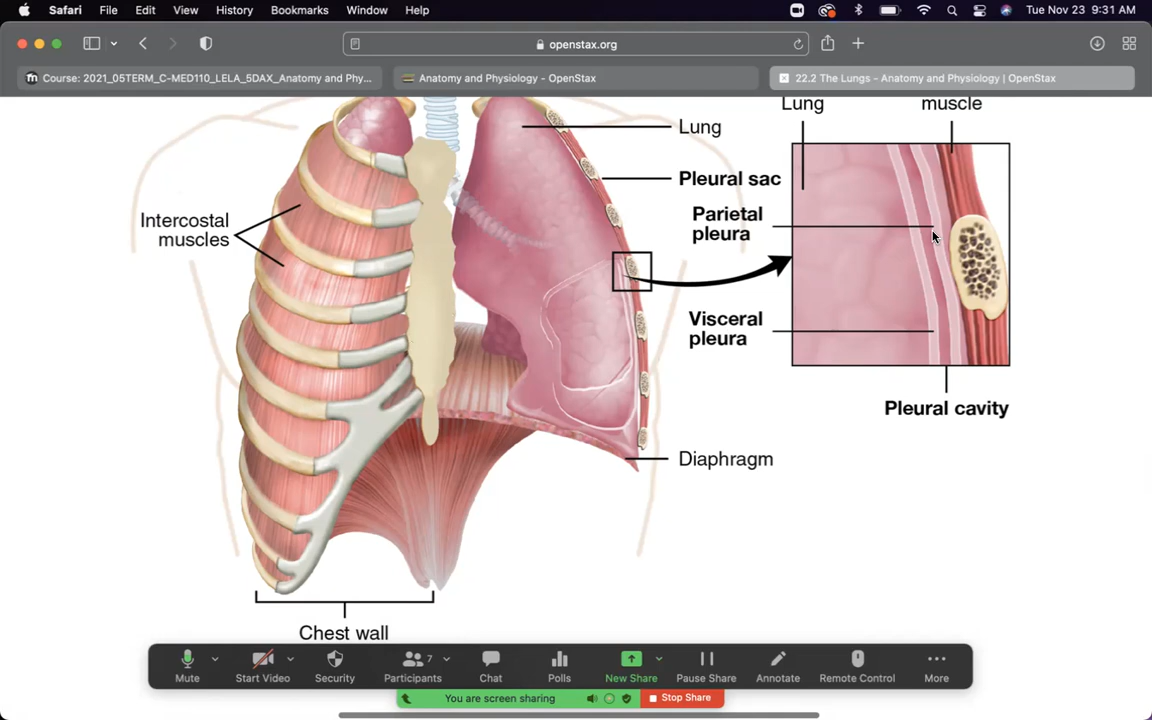 Safari File Edit View History Bookmarks Window Help Tue Nov 23 9:31 AM
openstax.org
Course: 2021_05TERM_C-MED110_LELA_5DAX_Anatomy and Phy...
Anatomy and Physiology - OpenStax
22.2 The Lungs - Anatomy and Physiology | OpenStax
Lung
muscle
Lung
Pleural sac
Parietal
pleura
Intercostal
muscles
Visceral
pleura
Pleural cavity
Diaphragm
Chest wall
7
Mute Start Video Security Participants Chat Polls New Share Pause Share Annotate Remote Control More
You are screen sharing Stop Share